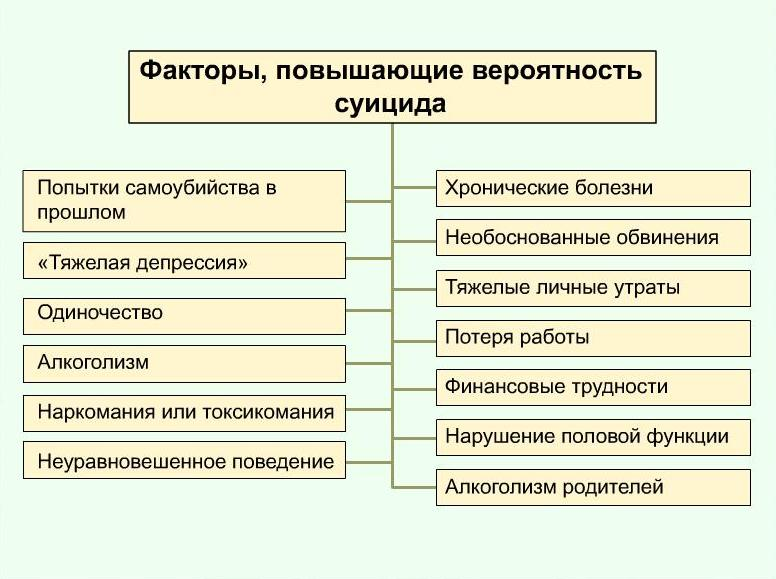 Факторы, повышающие вероятность
суицида
Попытки самоубийства в
прошлом
«Тяжелая депрессия»
Одиночество
Алкоголизм
Наркомания или токсикомания
Неуравновешенное поведение
Хронические болезни
Необоснованные обвинения
Тяжелые личные утраты
Потеря работы
Финансовые трудности
Нарушение половой функции
Алкоголизм родителей